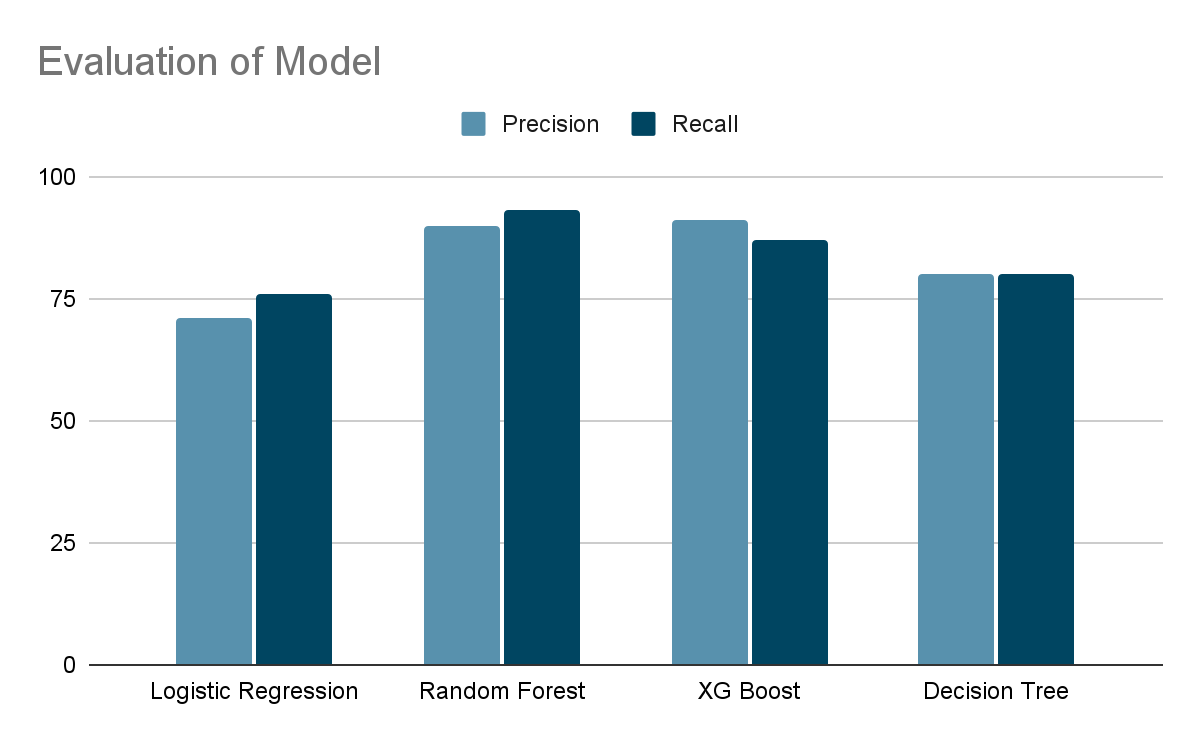 Evaluation of Model
Precision Recall
100
75
50
25
0
Logistic Regression Random Forest XG Boost Decision Tree